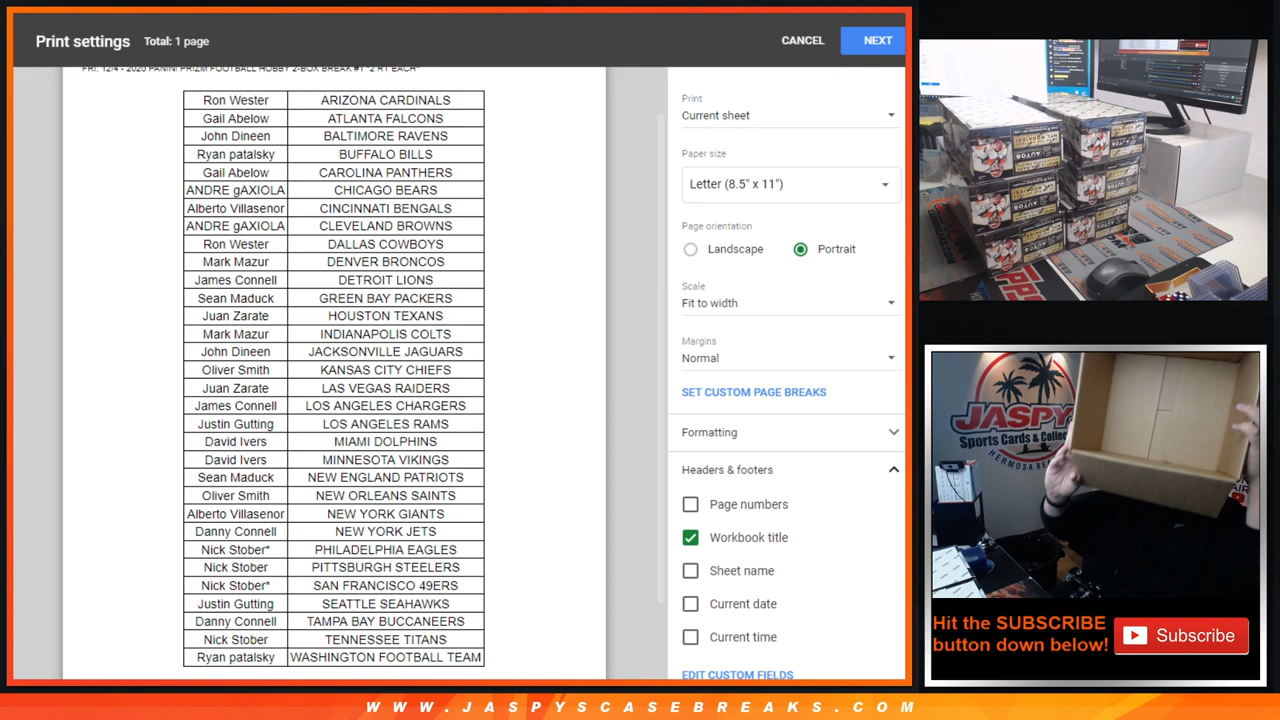 Print settings
Total: 1 page
CANCEL
NEXT
FRI. 12/4 - 2020 PANINI PRIZM FOOTBALL HOBBY 2-BOX BREAK #1 *2 RT EACH*
Ron Wester ARIZONA CARDINALS
Gail Abelow ATLANTA FALCONS
John Dineen BALTIMORE RAVENS
Ryan patalsky BUFFALO BILLS
Gail Abelow CAROLINA PANTHERS
ANDRE gAXIOLA CHICAGO BEARS
Alberto Villasenor CINCINNATI BENGALS
ANDRE gAXIOLA CLEVELAND BROWNS
Ron Wester DALLAS COWBOYS
Mark Mazur DENVER BRONCOS
James Connell DETROIT LIONS
Sean Maduck GREEN BAY PACKERS
Juan Zarate HOUSTON TEXANS
Mark Mazur INDIANAPOLIS COLTS
John Dineen JACKSONVILLE JAGUARS
Oliver Smith KANSAS CITY CHIEFS
Juan Zarate LAS VEGAS RAIDERS
James Connell LOS ANGELES CHARGERS
Justin Gutting LOS ANGELES RAMS
David Ivers MIAMI DOLPHINS
David Ivers MINNESOTA VIKINGS
Sean Maduck NEW ENGLAND PATRIOTS
Oliver Smith NEW ORLEANS SAINTS
Alberto Villasenor NEW YORK GIANTS
Danny Connell NEW YORK JETS
Nick Stober* PHILADELPHIA EAGLES
Nick Stober PITTSBURGH STEELERS
Nick Stober* SAN FRANCISCO 49ERS
Justin Gutting SEATTLE SEAHAWKS
Danny Connell TAMPA BAY BUCCANEERS
Nick Stober TENNESSEE TITANS
Ryan patalsky WASHINGTON FOOTBALL TEAM
Print
Current sheet
Paper size
Letter (8.5" x 11")
Page orientation
Landscape
Portrait
Scale
Fit to width
Margins
Normal
SET CUSTOM PAGE BREAKS
Formatting
Headers & footers
Page numbers
Workbook title
Sheet name
Current date
Current time
EDIT CUSTOM FIELDS
AUTOS
JASPY'S
Sports Cards & Collec
HERMOSA BE
Hit the SUBSCRIBE
button down below!
Subscribe
WWW.JASPYSCASEBREAKS.COM